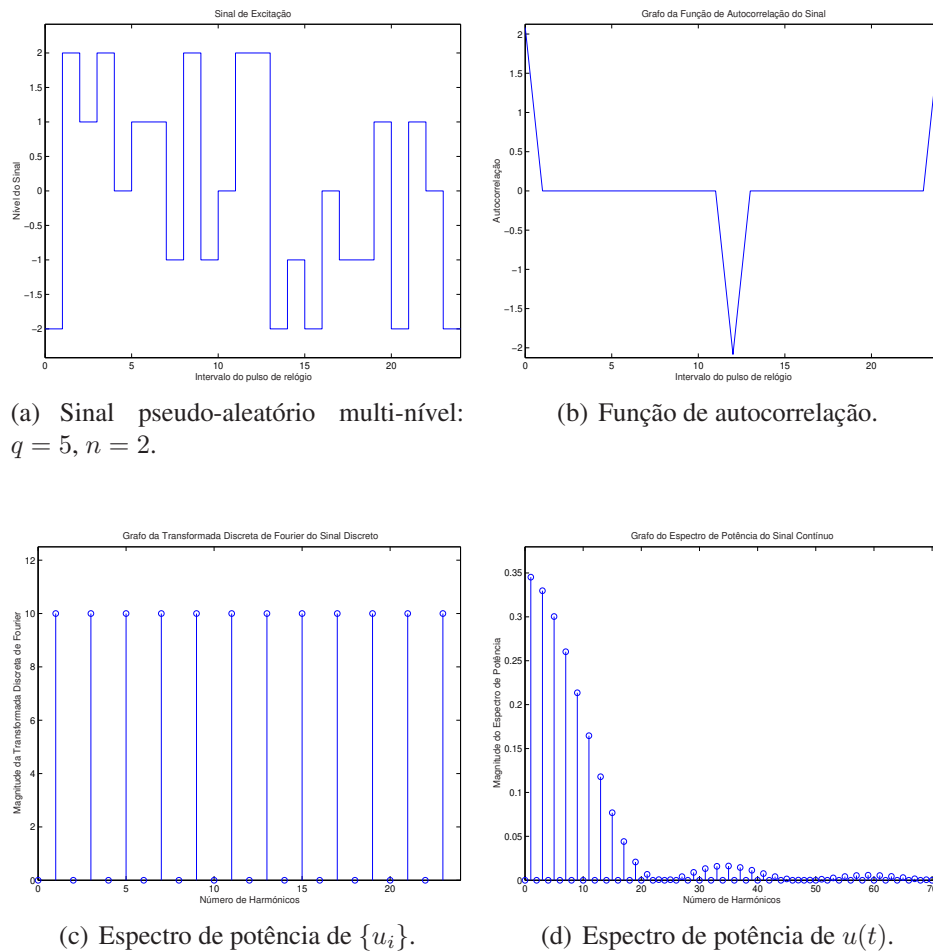 Sinal de Excitação
Nível do Sinal
2
1.5
1
0.5
0
−0.5
−1
−1.5
−2
0 5 10 15 20
Intervalo do pulso de relógio
(a) Sinal pseudo-aleatório multi-nível:
q = 5, n = 2.
Grafo da Função de Autocorrelação do Sinal
Autocorrelação
2
1.5
1
0.5
0
−0.5
−1
−1.5
−2
0 5 10 15 20
Intervalo do pulso de relógio
(b) Função de autocorrelação.
Grafo da Transformada Discreta de Fourier do Sinal Discreto
Magnitude da Transformada Discreta de Fourier
12
10
8
6
4
2
0
0 5 10 15 20
Número de Harmónicos
(c) Espectro de potência de {u_i}.
Grafo do Espectro de Potência do Sinal Contínuo
Magnitude do Espectro de Potência
0.35
0.3
0.25
0.2
0.15
0.1
0.05
0
0 10 20 30 40 50 60 70
Número de Harmónicos
(d) Espectro de potência de u(t).